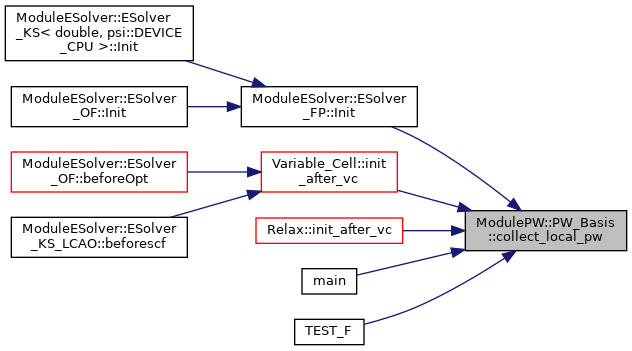 ModuleESolver::ESolver
_KS< double, psi::DEVICE
_CPU >::Init
ModuleESolver::ESolver
_OF::Init
ModuleESolver::ESolver
_FP::Init
ModuleESolver::ESolver
_OF::beforeOpt
Variable_Cell::init
_after_vc
ModuleESolver::ESolver
_KS_LCAO::beforescf
Relax::init_after_vc
ModulePW::PW_Basis
::collect_local_pw
main
TEST_F